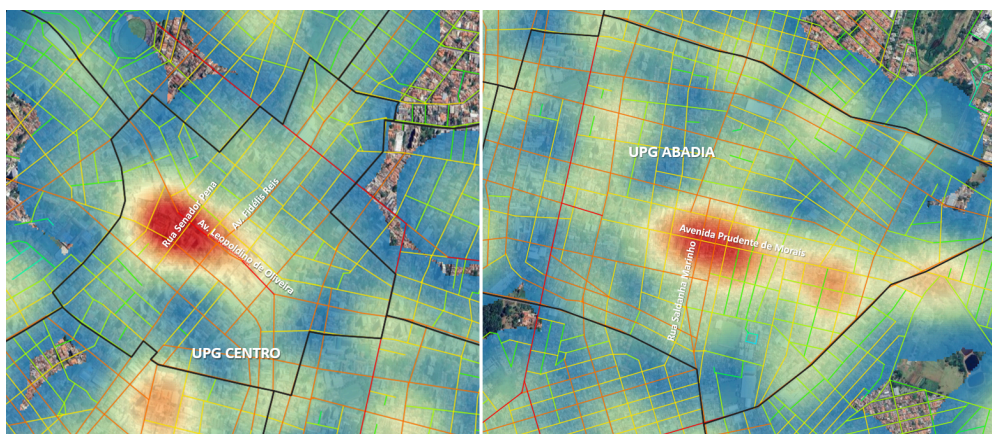 Rua Senador Pena
Av. Fidélis Reis
Av. Leopoldino de Oliveira
UPG CENTRO
UPG ABADIA
Avenida Prudente de Morais
Rua Saldanha Marinho